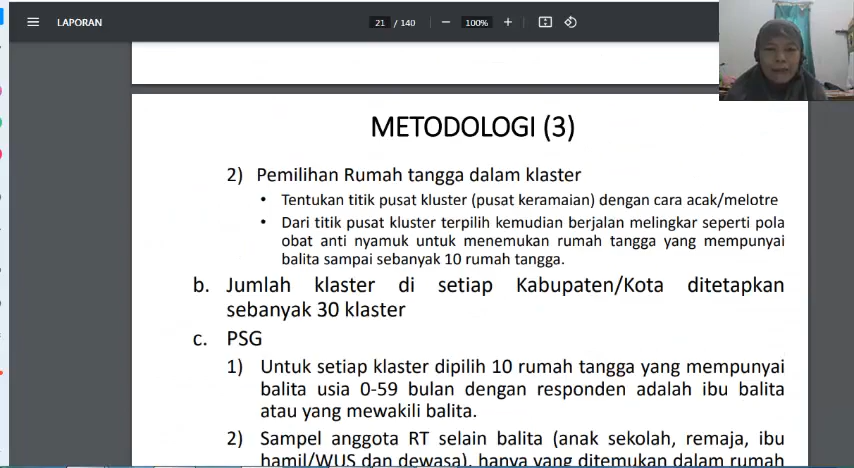 LAPORAN
21 / 140
100%
METODOLOGI (3)
2) Pemilihan Rumah tangga dalam klaster
• Tentukan titik pusat kluster (pusat keramaian) dengan cara acak/melotre
• Dari titik pusat kluster terpilih kemudian berjalan melingkar seperti pola
obat anti nyamuk untuk menemukan rumah tangga yang mempunyai
balita sampai sebanyak 10 rumah tangga.
b. Jumlah klaster di setiap Kabupaten/Kota ditetapkan
sebanyak 30 klaster
c. PSG
1) Untuk setiap klaster dipilih 10 rumah tangga yang mempunyai
balita usia 0-59 bulan dengan responden adalah ibu balita
atau yang mewakili balita.
2) Sampel anggota RT selain balita (anak sekolah, remaja, ibu
hamil/WUS dan dewasa), hanya yang ditemukan dalam rumah